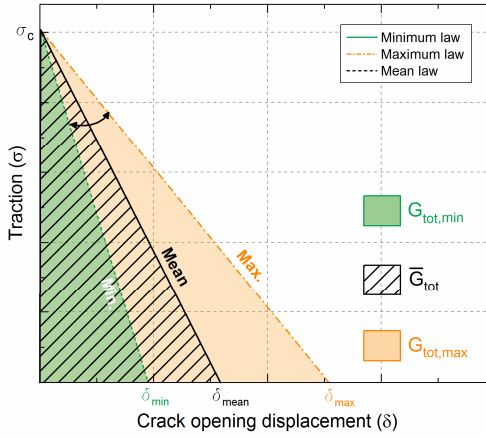 σc
Minimum law
Maximum law
Mean law
Traction (σ)
Min.
Mean
Max.
Gtot,min
G̅tot
Gtot,max
δmin
δmean
δmax
Crack opening displacement (δ)